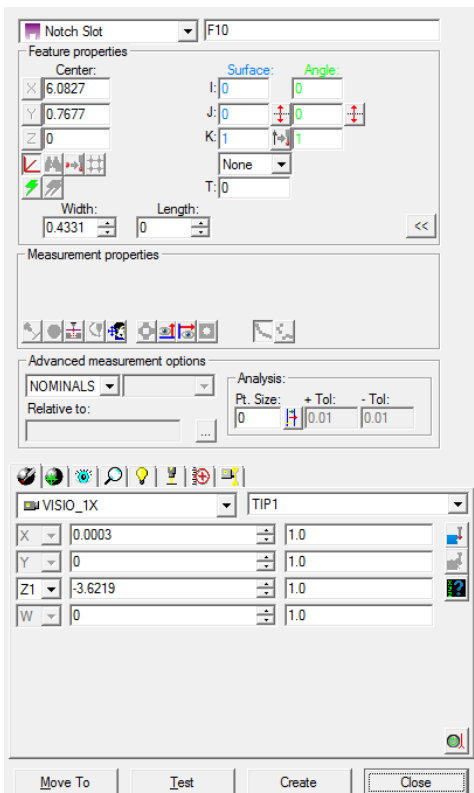 Notch Slot F10
Feature properties
Center: Surface: Angle:
X 6.0827 I: 0 0
Y 0.7677 J: 0 0
Z 0 K: 1 1
None
T: 0
Width: Length:
0.4331 0 <<
Measurement properties
Advanced measurement options
NOMINALS
Analysis:
Relative to: Pt. Size: + Tol: - Tol:
0 0.01 0.01
...
VISIO_1X TIP1
X 0.0003 1.0
Y 0 1.0
Z1 -3.6219 1.0
W 0 1.0
Move To Test Create Close